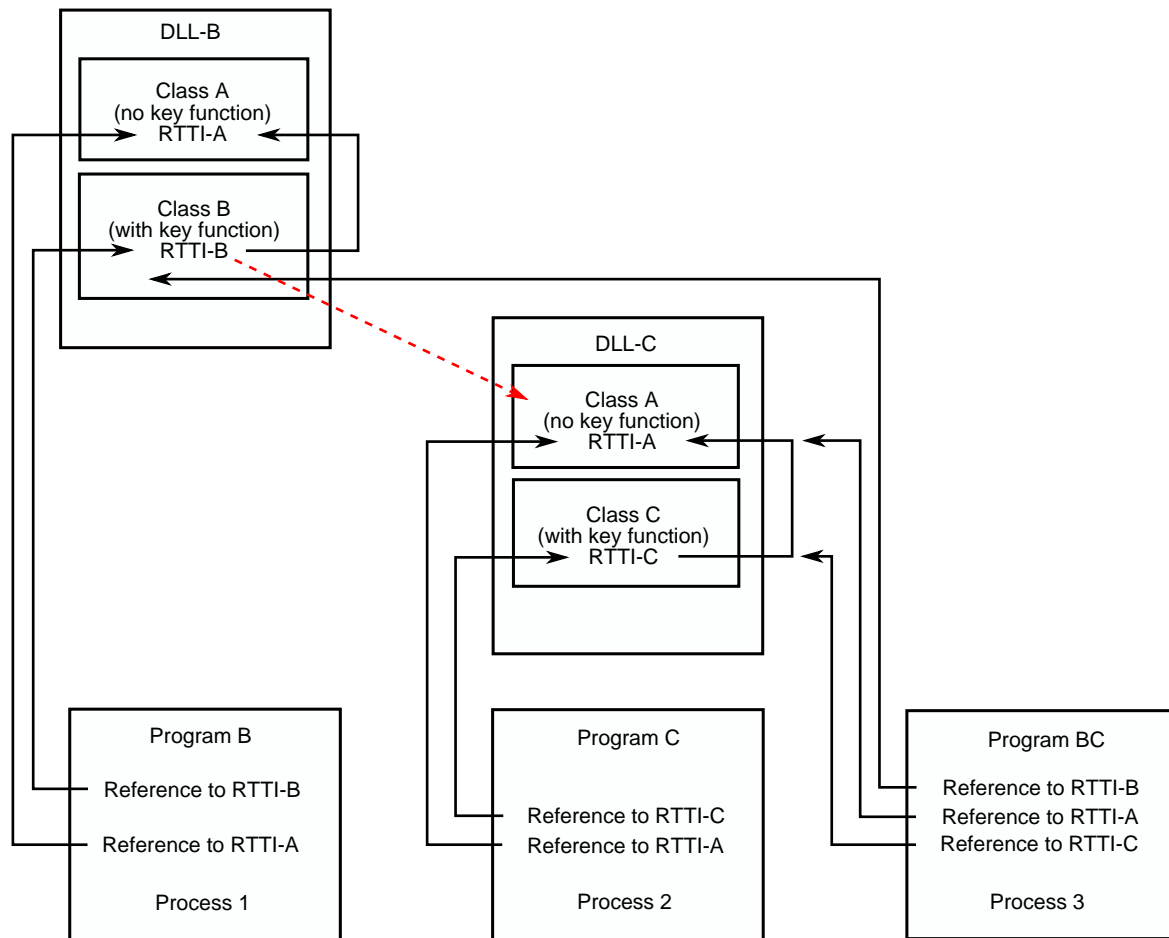 DLL-B
Class A
(no key function)
RTTI-A
Class B
(with key function)
RTTI-B
DLL-C
Class A
(no key function)
RTTI-A
Class C
(with key function)
RTTI-C
Program B
Reference to RTTI-B
Reference to RTTI-A
Process 1
Program C
Reference to RTTI-C
Reference to RTTI-A
Process 2
Program BC
Reference to RTTI-B
Reference to RTTI-A
Reference to RTTI-C
Process 3